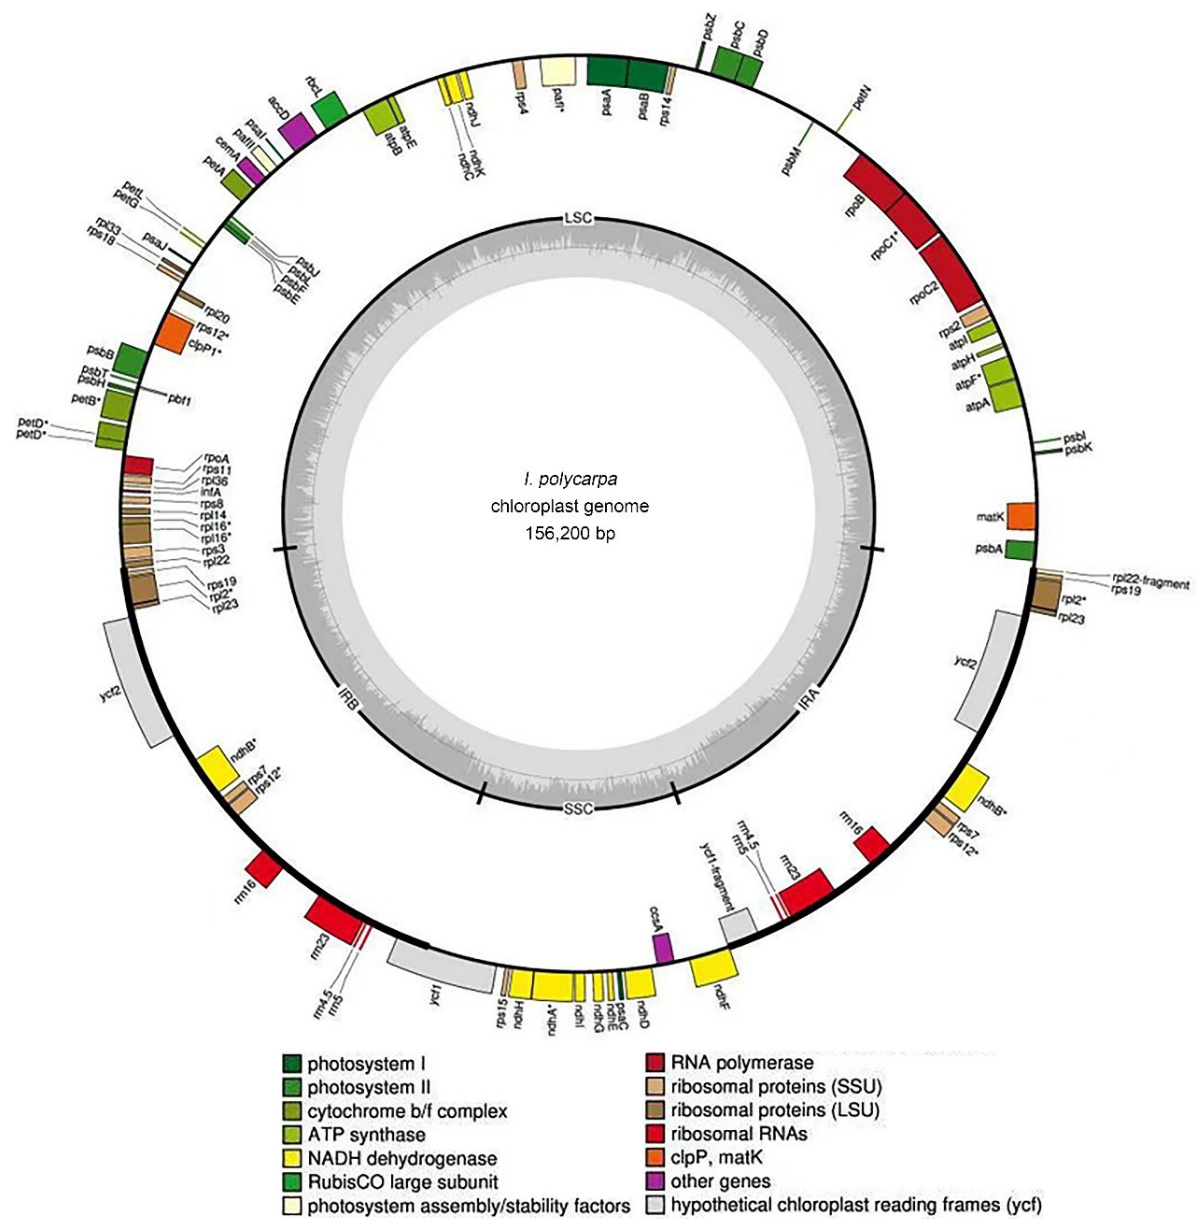 psbZ
psbC
psbD
petN
psbM
rpoB
rpoC1*
rpoC2
rps2
atpI
atpH
atpF*
atpA
psbI
psbK
matK
psbA
rpl22-fragment
rps19
rpl2*
rpl23
ycf2
ndhB*
rps7
rps12*
rrn16
rrn23
rrn4.5
rrn5
ycf1-fragment
ndhF
ccsA
ndhD
psaC
ndhE
ndhG
ndhI
ndhA*
ndhH
rps15
ycf1
rrn5
rrn4.5
rrn23
rrn16
rps12*
rps7
ndhB*
ycf2
rpl23
rpl2*
rps19
rpl22
rps3
rpl16*
rpl16*
rpl14
rps8
infA
rpl36
rps11
rpoA
petD*
petD*
petB*
psbH
psbT
psbB
pbf1
clpP1*
rps12*
rpl20
rps18
rpl33
psaJ
petG
petL
psbE
psbF
psbL
psbJ
petA
cemA
pafII
psaI
accD
rbcL
atpB
atpE
ndhC
ndhK
ndhJ
rps4
pafI*
psaA
psaB
rps14
LSC
IRB
IRA
SSC
I. polycarpa
chloroplast genome
156,200 bp
photosystem I
photosystem II
cytochrome b/f complex
ATP synthase
NADH dehydrogenase
RubisCO large subunit
photosystem assembly/stability factors
RNA polymerase
ribosomal proteins (SSU)
ribosomal proteins (LSU)
ribosomal RNAs
clpP, matK
other genes
hypothetical chloroplast reading frames (ycf)